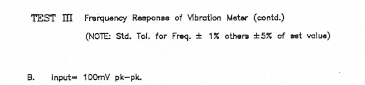 TEST III Frerquency Response of Vibration Meter (contd.)
(NOTE: Std. Tol. for Freq. ± 1% others ±5% of set value)
B. Input= 100mV pk-pk.